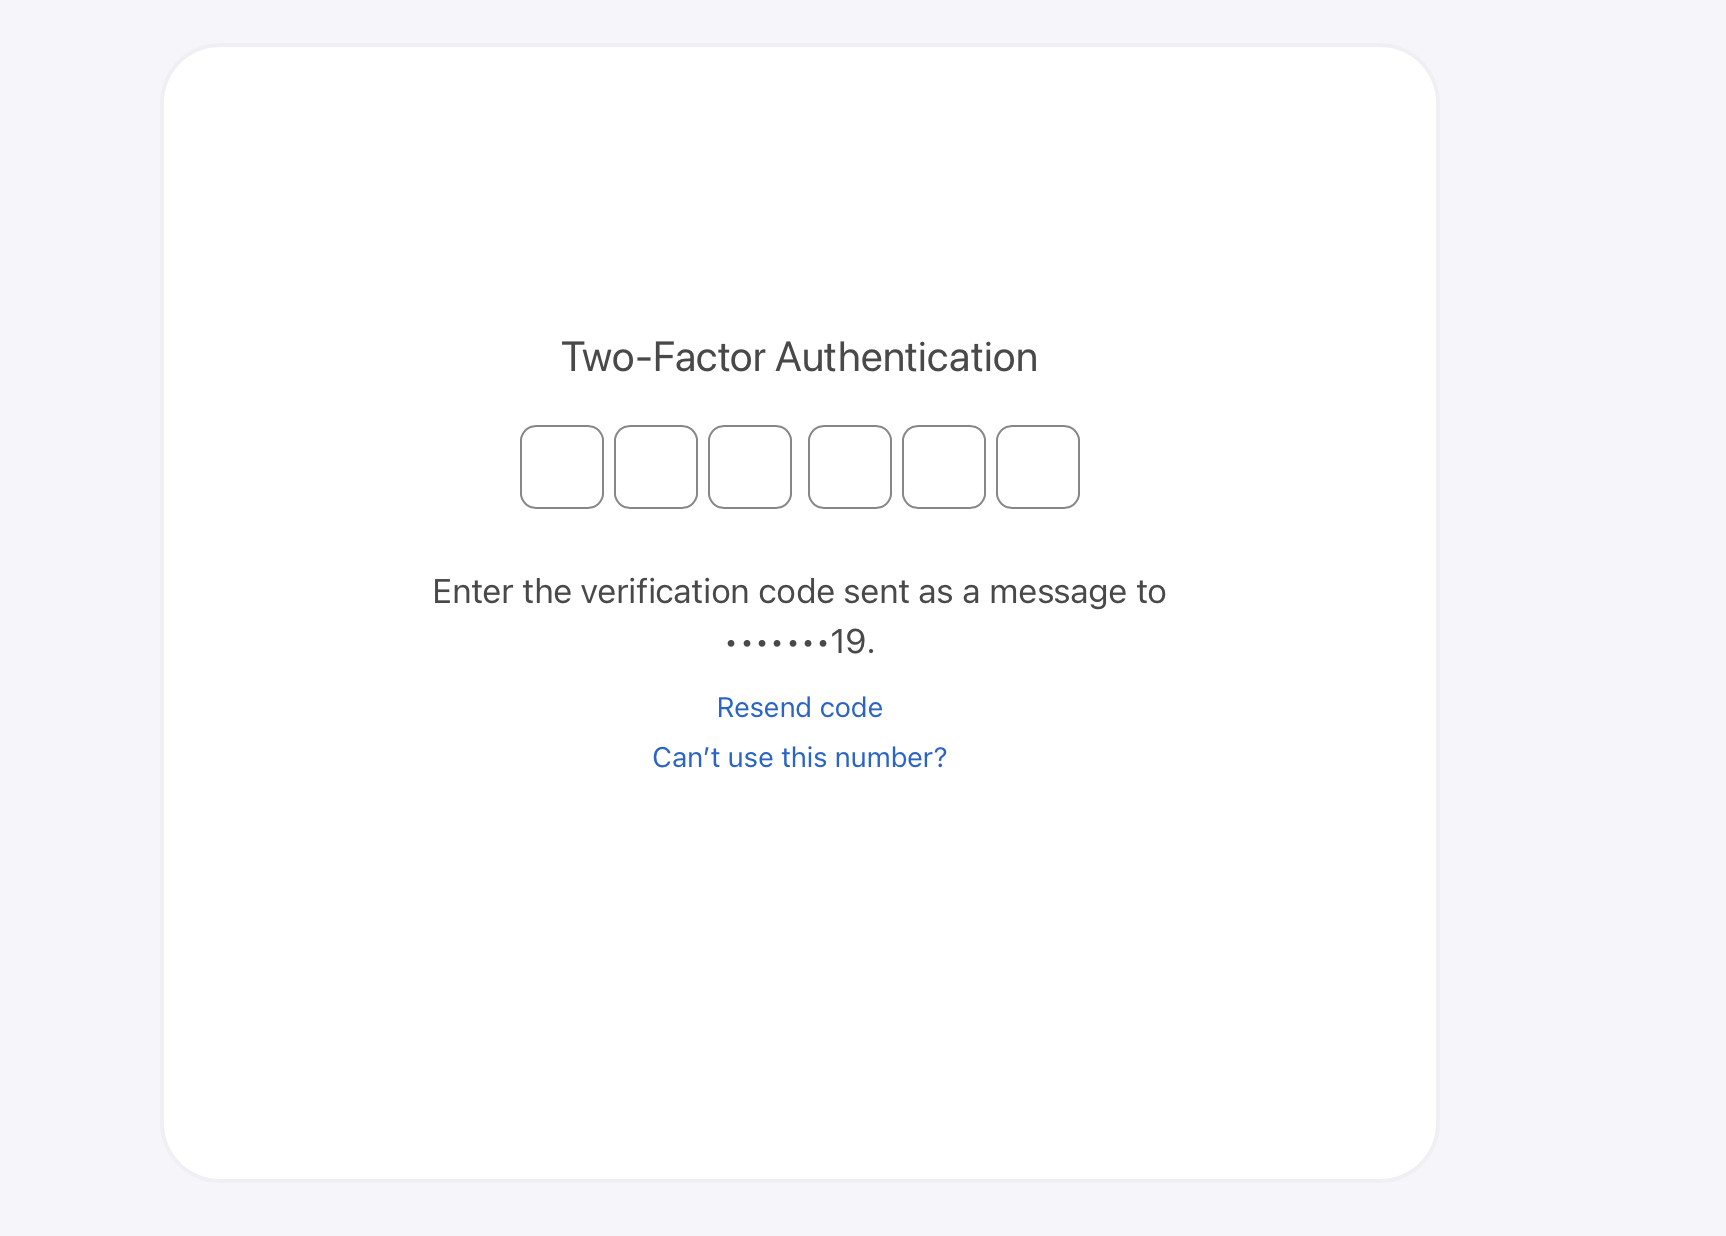 Two-Factor Authentication
Enter the verification code sent as a message to
•••••••19.
Resend code
Can’t use this number?